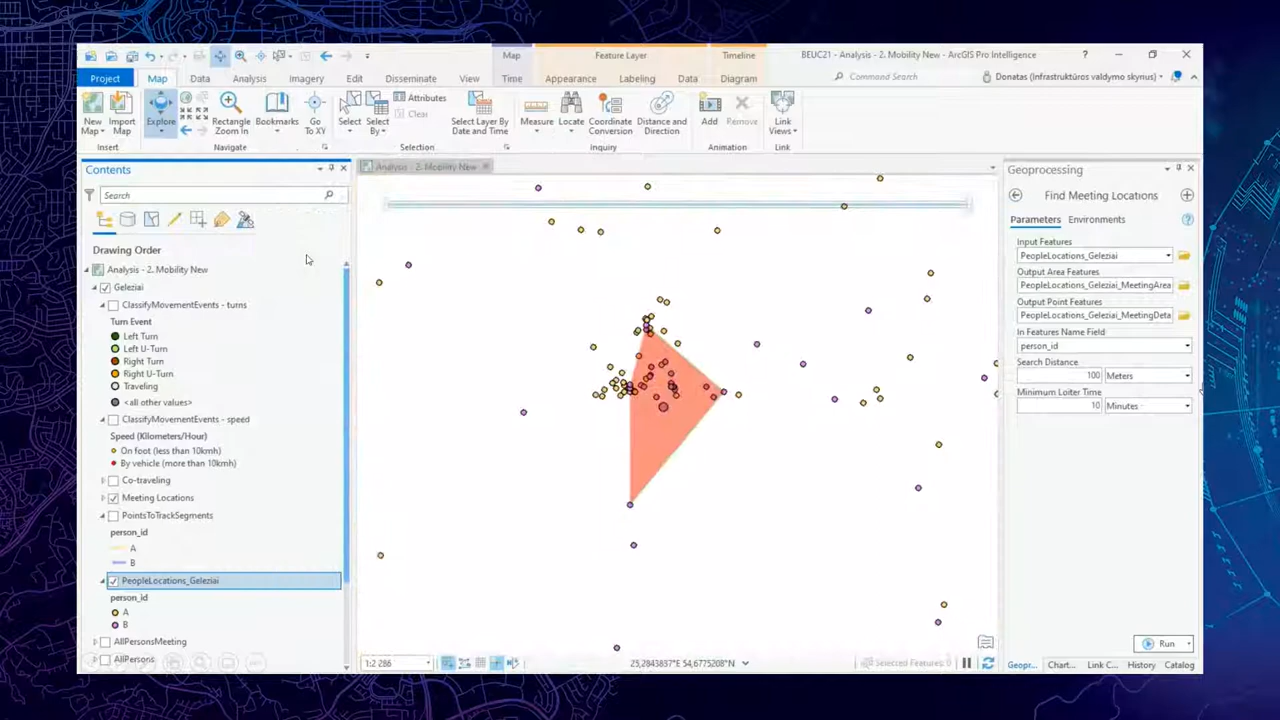 Map
Feature Layer
Timeline
BEUC21 - Analysis - 2. Mobility New - ArcGIS Pro Intelligence
?
Project
Map
Data
Analysis
Imagery
Edit
Disseminate
View
Time
Appearance
Labeling
Data
Diagram
Command Search
Donatas (Infrastruktūros valdymo skyrius)
New
Map
Import
Map
Explore
Rectangle
Zoom In
Bookmarks
Go
To XY
Select
Select
By
Attributes
Clear
Select Layer By
Date and Time
Measure
Locate
Coordinate
Conversion
Distance and
Direction
Add
Remove
Link
Views
Insert
Navigate
Selection
Inquiry
Animation
Link
Contents
Search
Drawing Order
Analysis - 2. Mobility New
Geleziai
ClassifyMovementEvents - turns
Turn Event
Left Turn
Left U-Turn
Right Turn
Right U-Turn
Traveling
<all other values>
ClassifyMovementEvents - speed
Speed (Kilometers/Hour)
On foot (less than 10kmh)
By vehicle (more than 10kmh)
Co-traveling
Meeting Locations
PointsToTrackSegments
person_id
A
B
PeopleLocations_Geleziai
person_id
A
B
AllPersonsMeeting
AllPersons
Analysis - 2. Mobility New
1:2 286
25,2843837°E 54,6775208°N
Selected Features: 0
Geoprocessing
Find Meeting Locations
Parameters
Environments
?
Input Features
PeopleLocations_Geleziai
Output Area Features
PeopleLocations_Geleziai_MeetingArea
Output Point Features
PeopleLocations_Geleziai_MeetingDeta
In Features Name Field
person_id
Search Distance
100 Meters
Minimum Loiter Time
10 Minutes
Run
Geopr...
Chart...
Link C...
History
Catalog